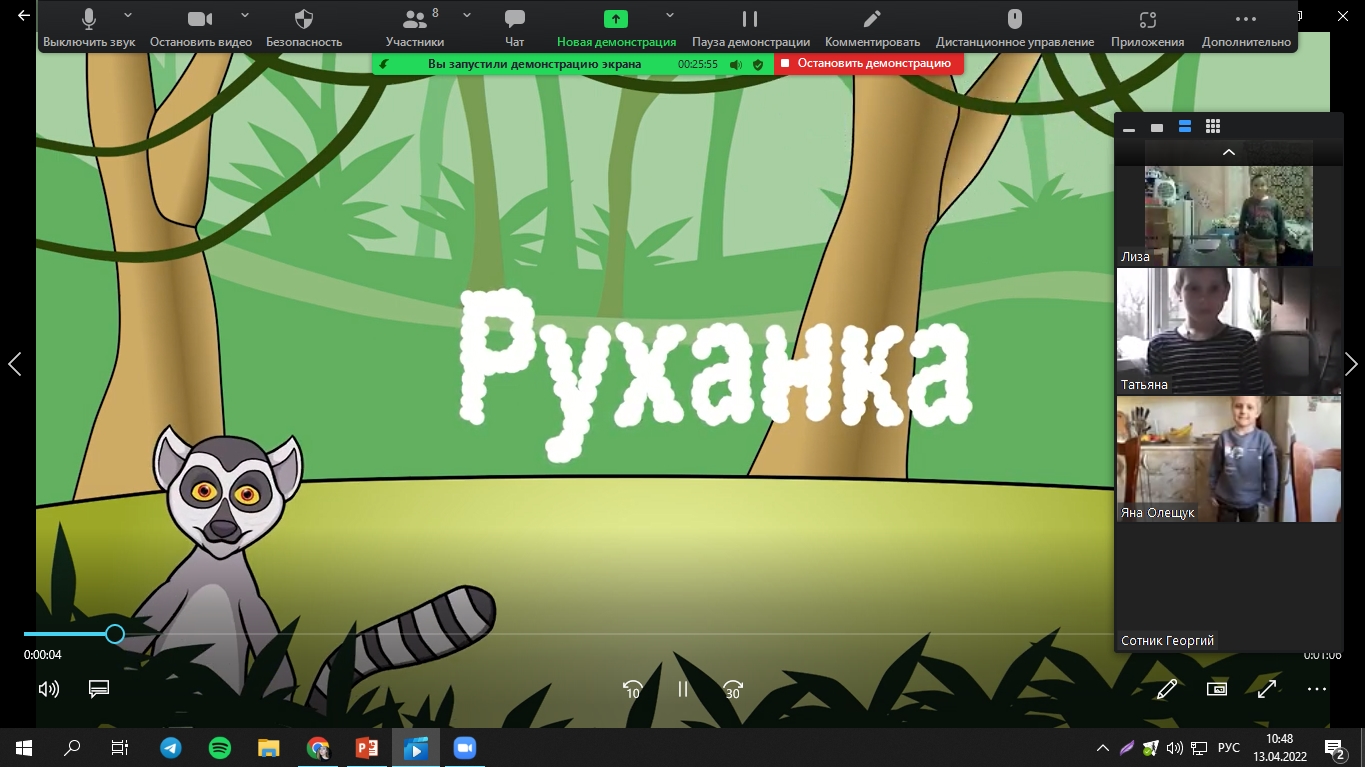 8
Выключить звук
Остановить видео
Безопасность
Участники
Чат
Новая демонстрация
Пауза демонстрации
Комментировать
Дистанционное управление
Приложения
Дополнительно
Вы запустили демонстрацию экрана
00:25:55
Остановить демонстрацию
Лиза
Руханка
Татьяна
Яна Олещук
Сотник Георгий
0:00:04
0:01:06
10
30
РУС
10:48
13.04.2022
2